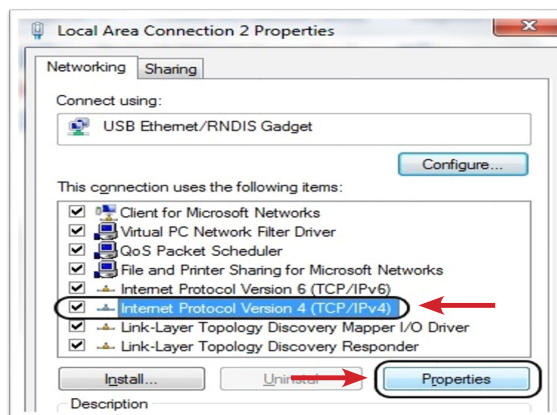 Local Area Connection 2 Properties
Networking
Sharing
Connect using:
USB Ethernet/RNDIS Gadget
Configure...
This connection uses the following items:
Client for Microsoft Networks
Virtual PC Network Filter Driver
QoS Packet Scheduler
File and Printer Sharing for Microsoft Networks
Internet Protocol Version 6 (TCP/IPv6)
Internet Protocol Version 4 (TCP/IPv4)
Link-Layer Topology Discovery Mapper I/O Driver
Link-Layer Topology Discovery Responder
Install...
Uninstall
Properties
Description